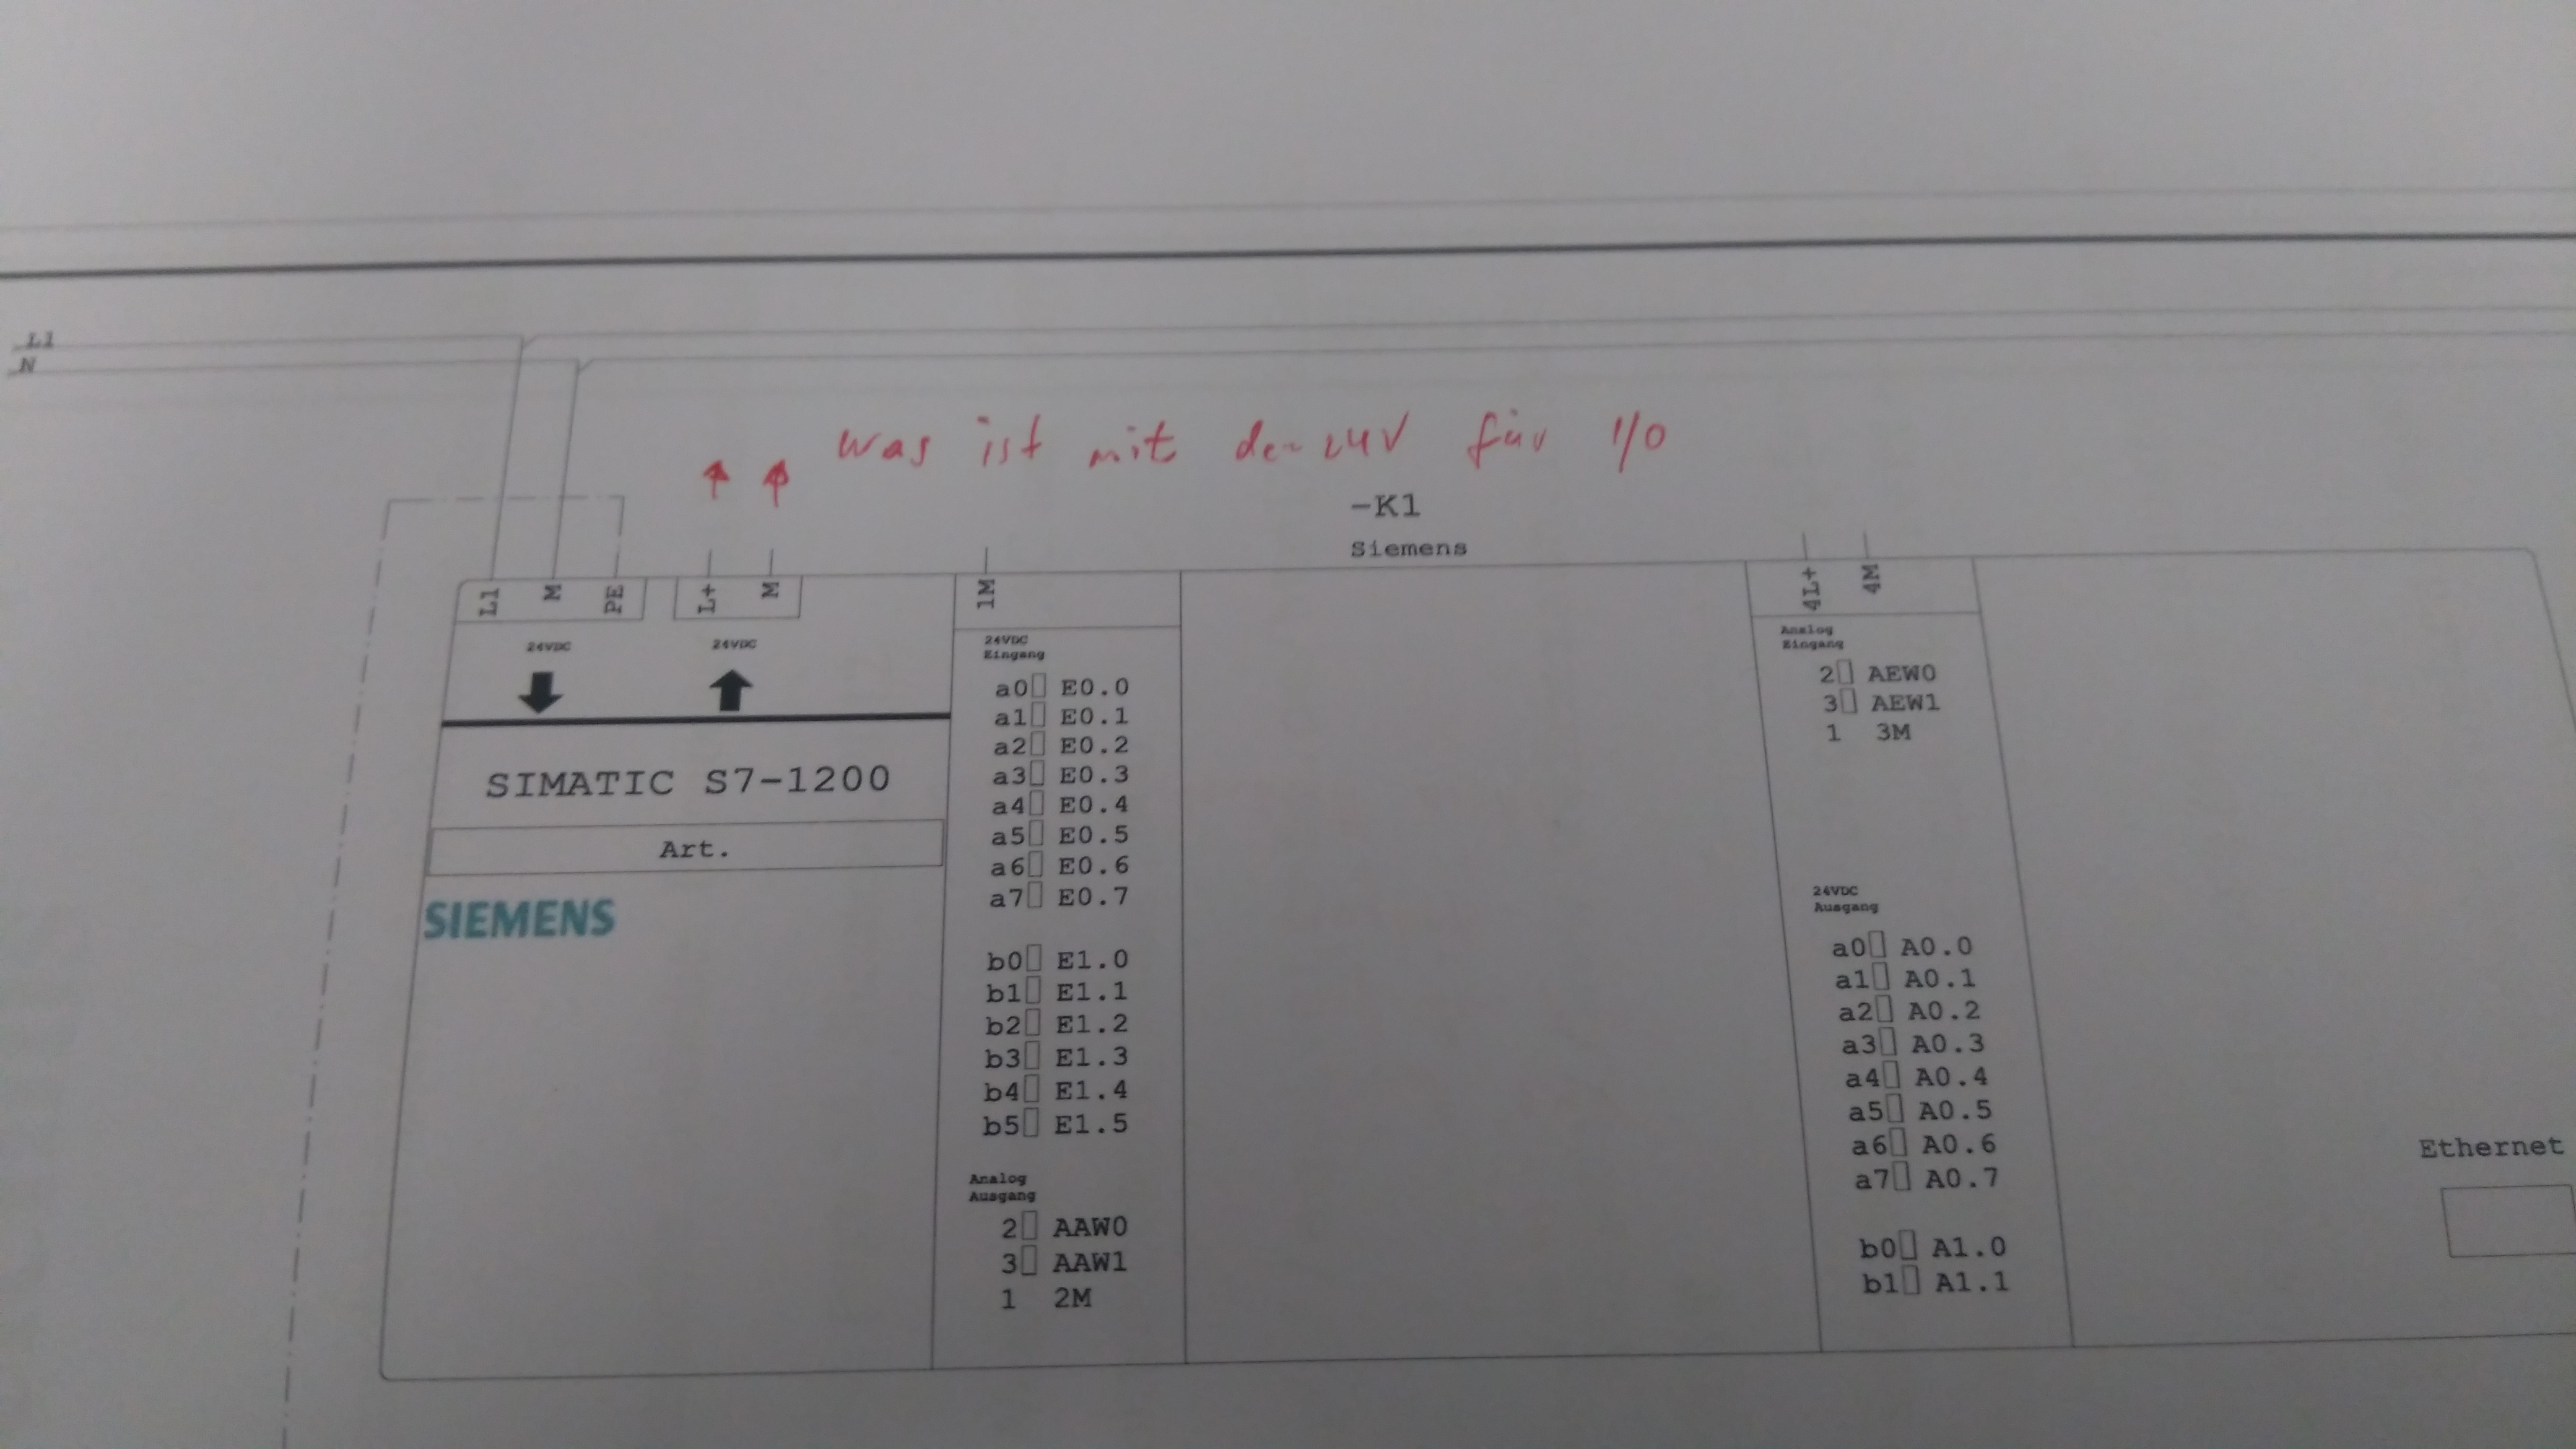 L1
N
was ist mit der 24V für I/O
-K1
Siemens
L1 M PE L+ M 1M 4L+ 4M
24VDC 24VDC
SIMATIC S7-1200
Art.
SIEMENS
24VDC
Eingang
a0 E0.0
a1 E0.1
a2 E0.2
a3 E0.3
a4 E0.4
a5 E0.5
a6 E0.6
a7 E0.7
b0 E1.0
b1 E1.1
b2 E1.2
b3 E1.3
b4 E1.4
b5 E1.5
Analog
Ausgang
2 AAW0
3 AAW1
1 2M
Analog
Eingang
2 AEW0
3 AEW1
1 3M
24VDC
Ausgang
a0 A0.0
a1 A0.1
a2 A0.2
a3 A0.3
a4 A0.4
a5 A0.5
a6 A0.6
a7 A0.7
b0 A1.0
b1 A1.1
Ethernet